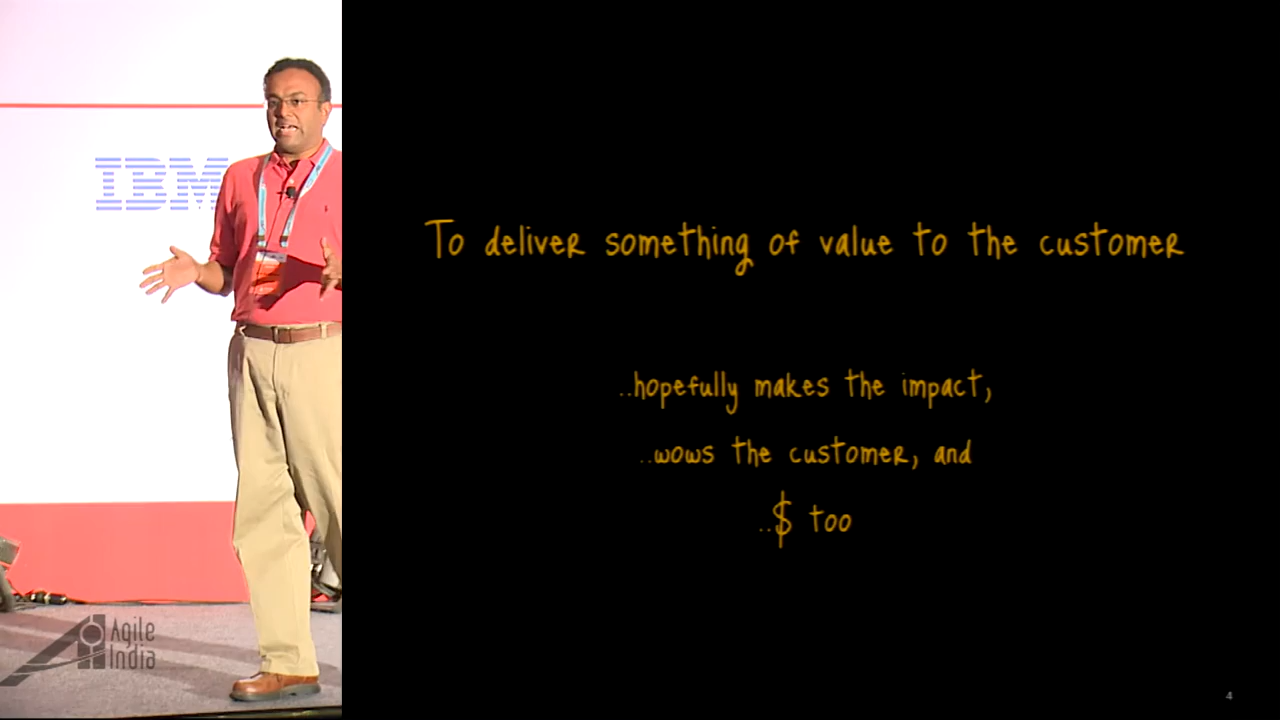 IBM
To deliver something of value to the customer
..hopefully makes the impact,
..wows the customer, and
..$ too
Agile
India
4